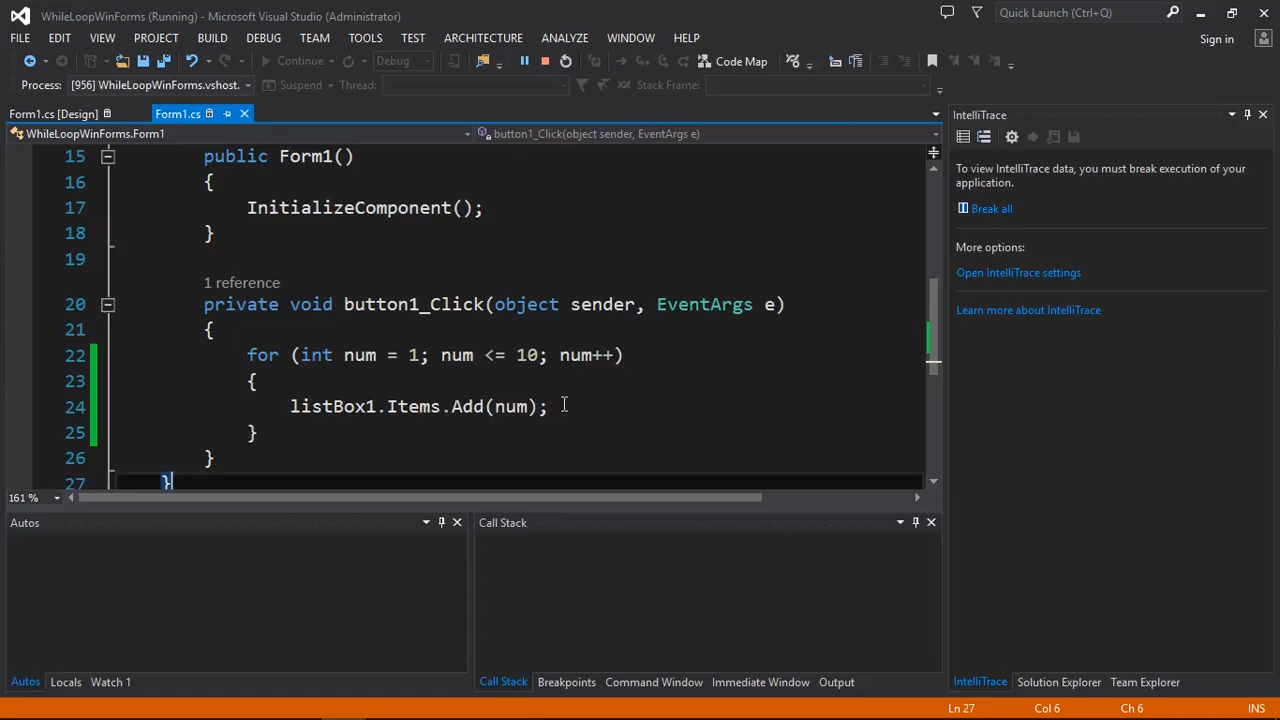 WhileLoopWinForms (Running) - Microsoft Visual Studio (Administrator)
Quick Launch (Ctrl+Q)
FILE EDIT VIEW PROJECT BUILD DEBUG TEAM TOOLS TEST ARCHITECTURE ANALYZE WINDOW HELP
Sign in
Continue Debug Code Map
Process: [956] WhileLoopWinForms.vshost. Suspend Thread: Stack Frame:
Form1.cs [Design] Form1.cs
WhileLoopWinForms.Form1 button1_Click(object sender, EventArgs e)
15 public Form1()
16 {
17 InitializeComponent();
18 }
19
1 reference
20 private void button1_Click(object sender, EventArgs e)
21 {
22 for (int num = 1; num <= 10; num++)
23 {
24 listBox1.Items.Add(num);
25 }
26 }
27 }
161 %
IntelliTrace
To view IntelliTrace data, you must break execution of your
application.
Break all
More options:
Open IntelliTrace settings
Learn more about IntelliTrace
Autos
Call Stack
Autos Locals Watch 1
Call Stack Breakpoints Command Window Immediate Window Output
IntelliTrace Solution Explorer Team Explorer
Ln 27 Col 6 Ch 6 INS